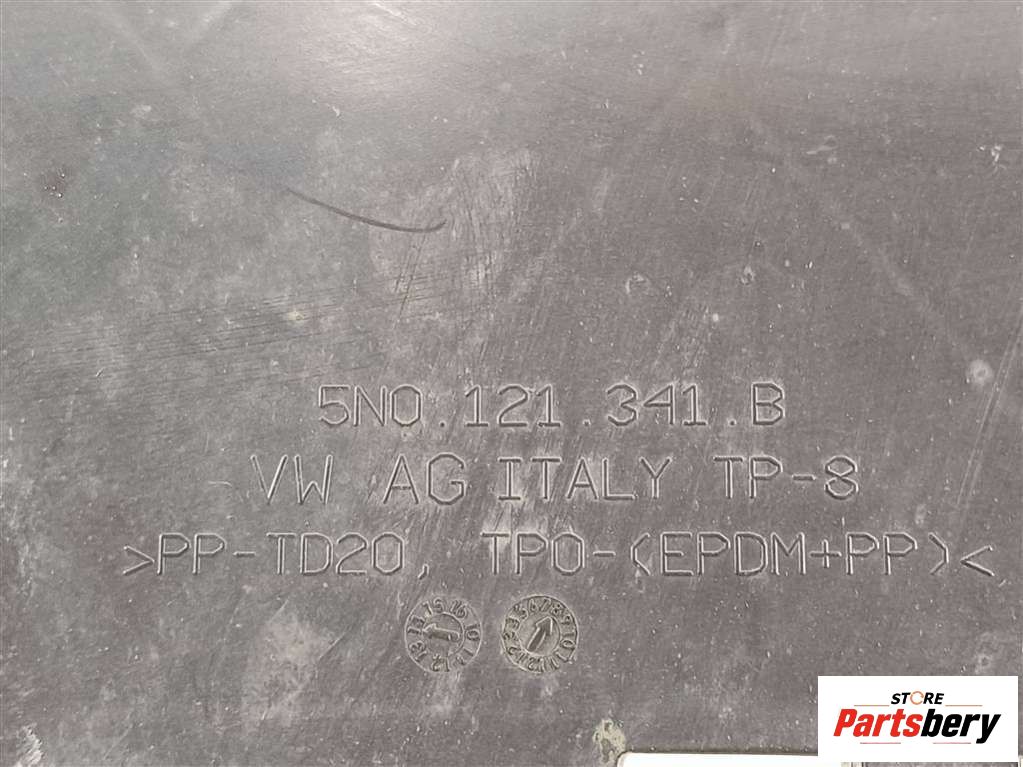 5N0.121.341.B
VW AG ITALY TP-8
>PP-TD20, TPO-(EPDM+PP)<
STORE
Partsbery